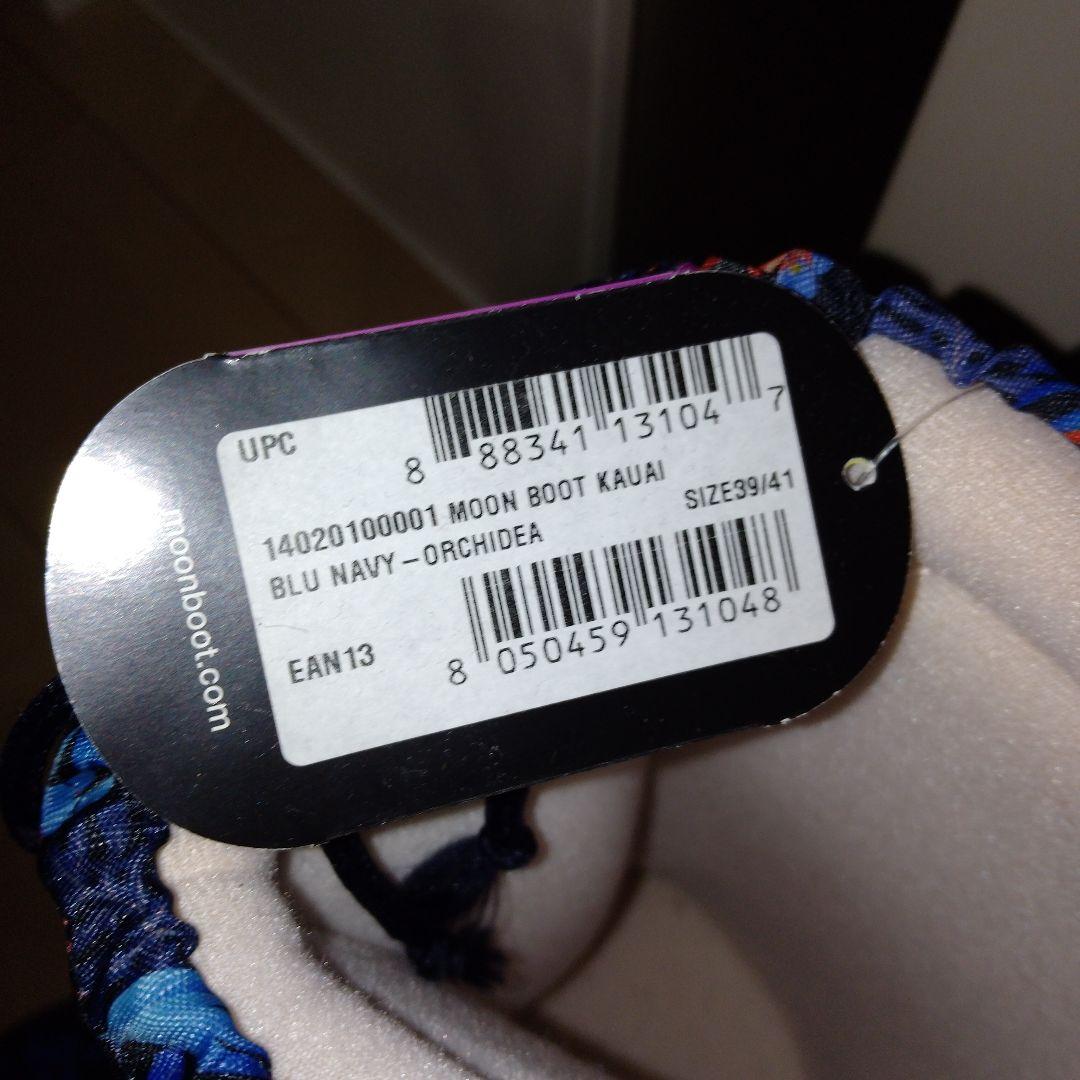 UPC
8 88341 13104 7
14020100001 MOON BOOT KAUAI
BLU NAVY-ORCHIDEA SIZE39/41
EAN13
8 050459 131048
moonboot.com